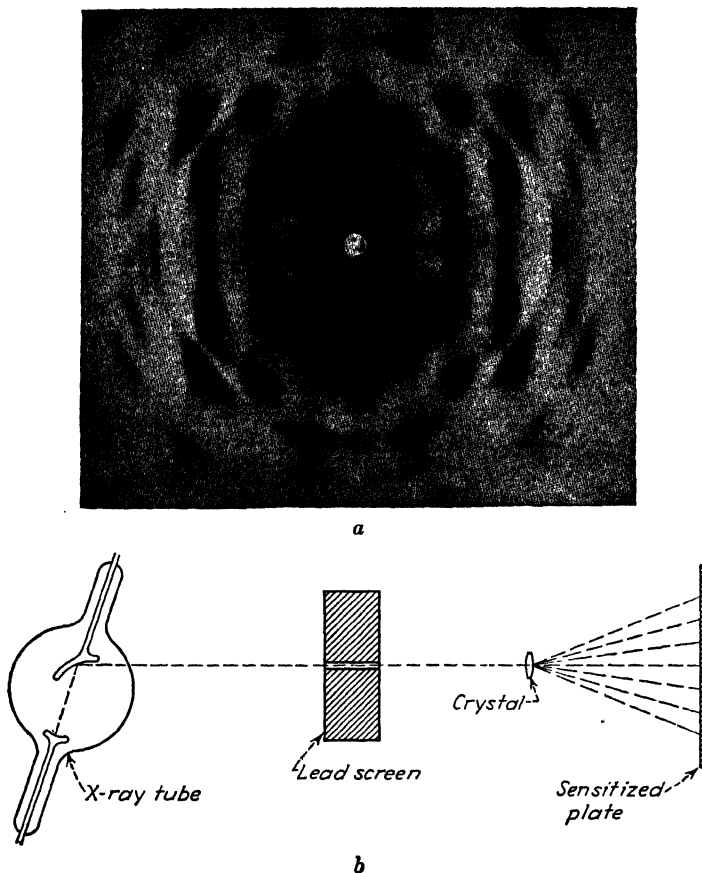 a
Crystal
Lead screen
X-ray tube
Sensitized
plate
b